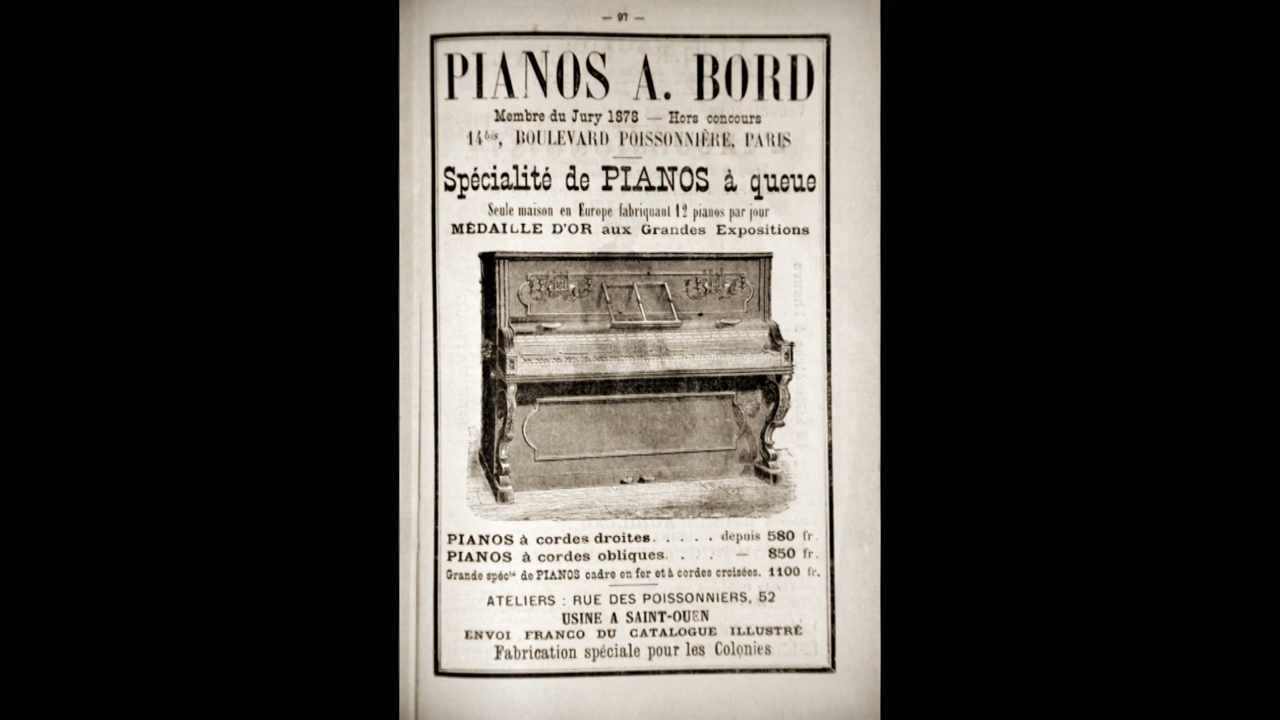 — 97 —
PIANOS A. BORD
Membre du Jury 1878 — Hors concours
14bis, BOULEVARD POISSONNIÈRE, PARIS
Spécialité de PIANOS à queue
Seule maison en Europe fabriquant 12 pianos par jour
MÉDAILLE D'OR aux Grandes Expositions
PIANOS à cordes droites. . . . . depuis 580 fr.
PIANOS à cordes obliques. . . . — 850 fr.
Grande spécté de PIANOS cadre en fer et à cordes croisées. 1100 fr.
ATELIERS : RUE DES POISSONNIERS, 52
USINE A SAINT-OUEN
ENVOI FRANCO DU CATALOGUE ILLUSTRÉ
Fabrication spéciale pour les Colonies